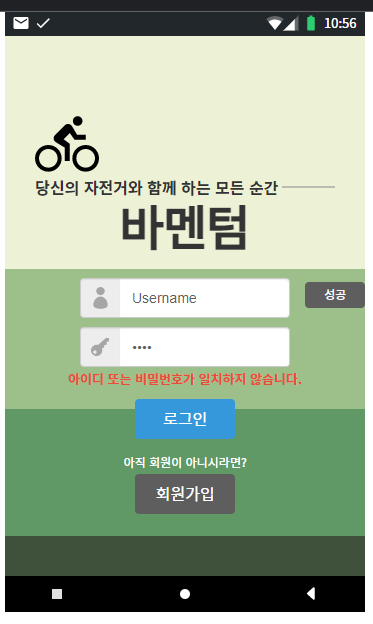 10:56
당신의 자전거와 함께 하는 모든 순간
바멘텀
Username
성공
••••
아이디 또는 비밀번호가 일치하지 않습니다.
로그인
아직 회원이 아니시라면?
회원가입